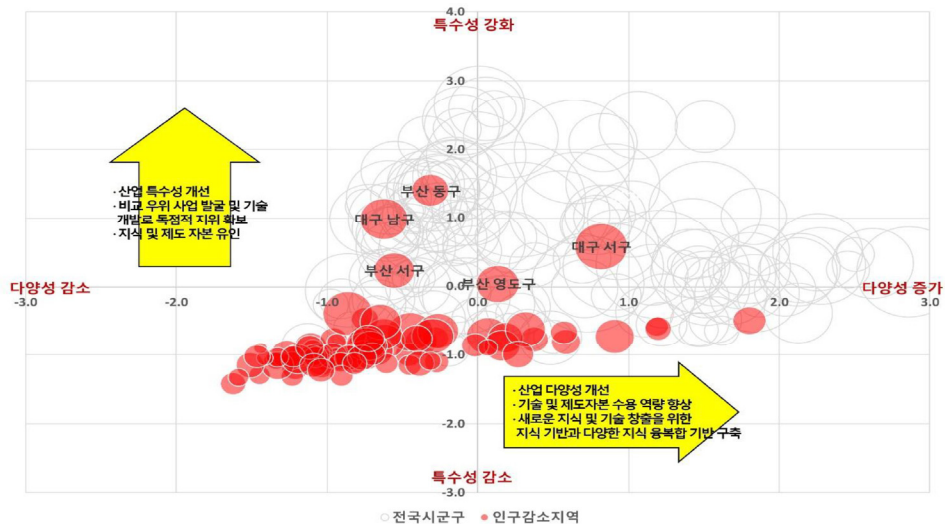 4.0
특수성 강화
3.0
2.0
· 산업 특수성 개선
· 비교 우위 사업 발굴 및 기술
개발로 독점적 지위 확보
· 지식 및 제도 자본 유인
부산 동구
1.0
대구 남구
대구 서구
부산 서구
부산 영도구
다양성 감소
0.0
다양성 증가
-3.0
-2.0
-1.0
0.0
1.0
2.0
3.0
-1.0
· 산업 다양성 개선
· 기술 및 제도자본 수용 역량 향상
· 새로운 지식 및 기술 창출을 위한
지식 기반과 다양한 지식 융복합 기반 구축
-2.0
특수성 감소
-3.0
전국시군구
인구감소지역